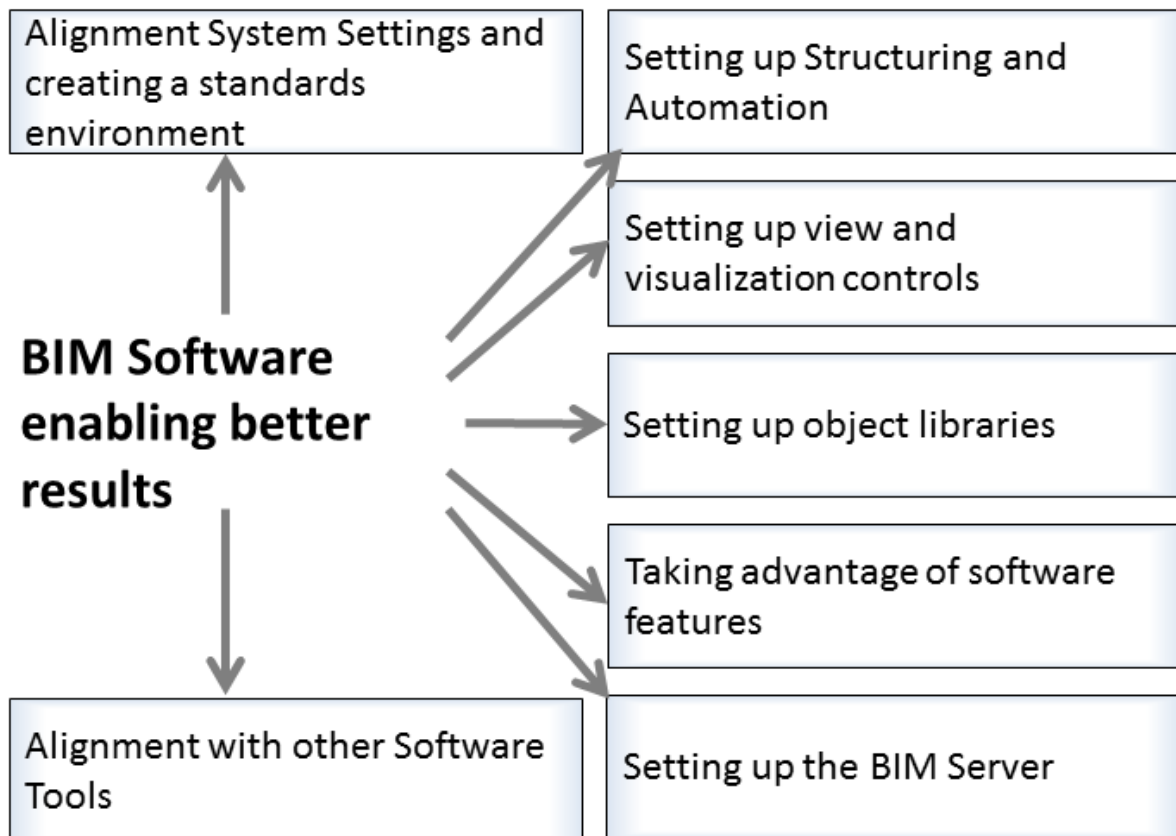 Alignment System Settings and
creating a standards
environment
Setting up Structuring and
Automation
Setting up view and
visualization controls
BIM Software
enabling better
results
Setting up object libraries
Taking advantage of software
features
Alignment with other Software
Tools
Setting up the BIM Server